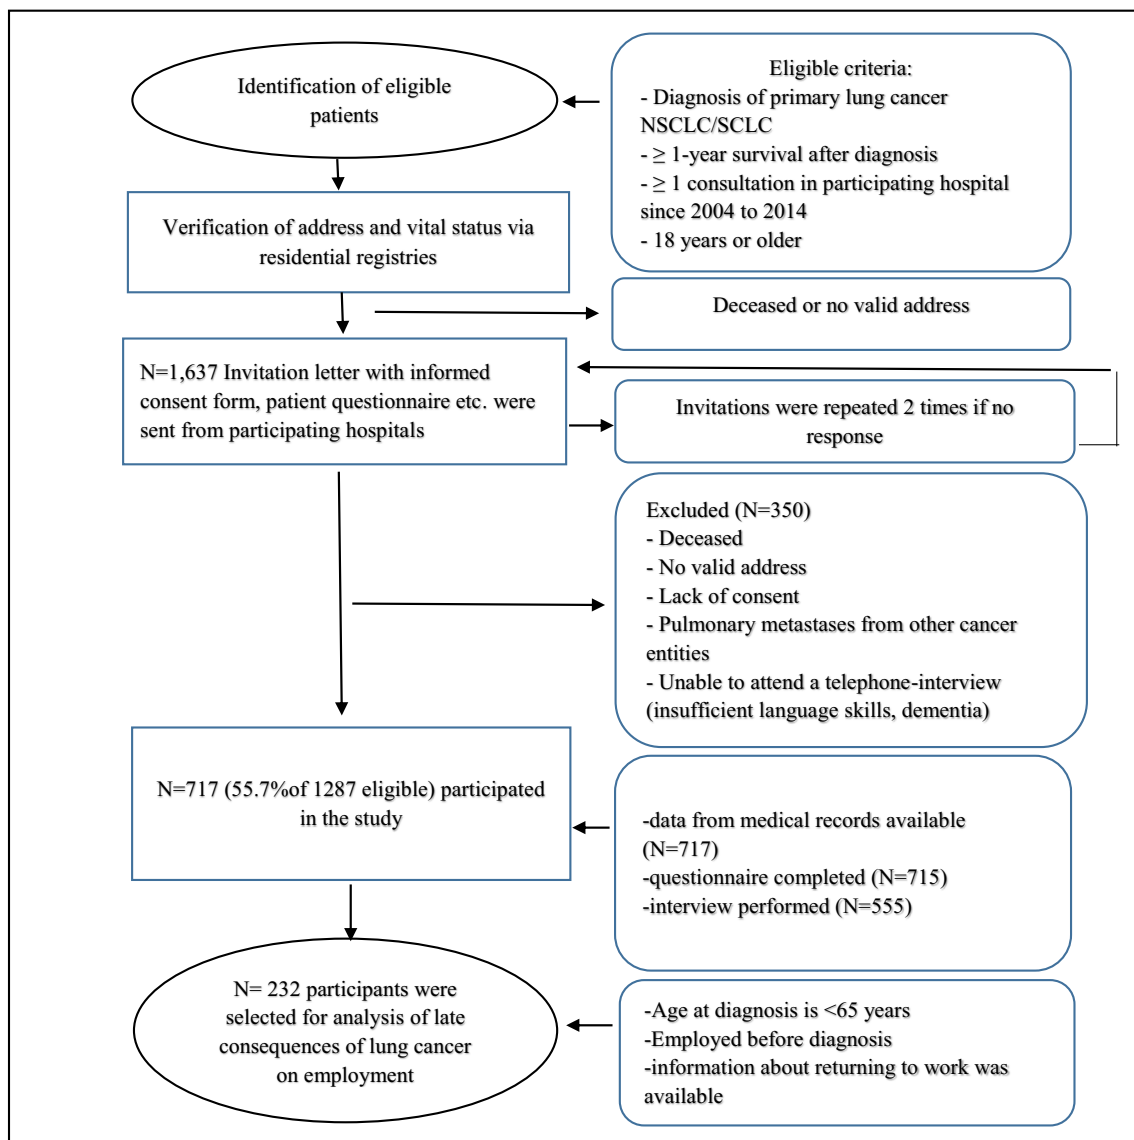 Identification of eligible
patients
Eligible criteria:
- Diagnosis of primary lung cancer
NSCLC/SCLC
- ≥ 1-year survival after diagnosis
- ≥ 1 consultation in participating hospital
since 2004 to 2014
- 18 years or older
Verification of address and vital status via
residential registries
Deceased or no valid address
N=1,637 Invitation letter with informed
consent form, patient questionnaire etc. were
sent from participating hospitals
Invitations were repeated 2 times if no
response
Excluded (N=350)
- Deceased
- No valid address
- Lack of consent
- Pulmonary metastases from other cancer
entities
- Unable to attend a telephone-interview
(insufficient language skills, dementia)
N=717 (55.7%of 1287 eligible) participated
in the study
-data from medical records available
(N=717)
-questionnaire completed (N=715)
-interview performed (N=555)
N= 232 participants were
selected for analysis of late
consequences of lung cancer
on employment
-Age at diagnosis is <65 years
-Employed before diagnosis
-information about returning to work was
available